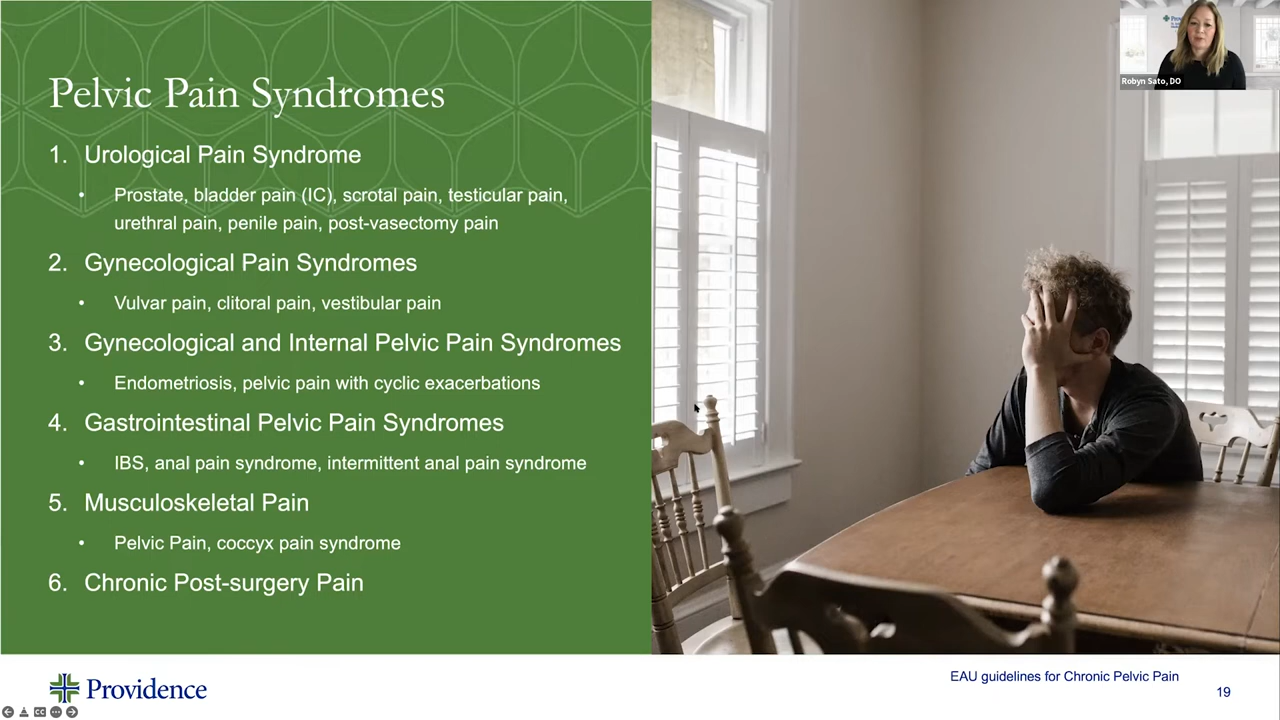 Pelvic Pain Syndromes
1. Urological Pain Syndrome
• Prostate, bladder pain (IC), scrotal pain, testicular pain,
urethral pain, penile pain, post-vasectomy pain
2. Gynecological Pain Syndromes
• Vulvar pain, clitoral pain, vestibular pain
3. Gynecological and Internal Pelvic Pain Syndromes
• Endometriosis, pelvic pain with cyclic exacerbations
4. Gastrointestinal Pelvic Pain Syndromes
• IBS, anal pain syndrome, intermittent anal pain syndrome
5. Musculoskeletal Pain
• Pelvic Pain, coccyx pain syndrome
6. Chronic Post-surgery Pain
Robyn Sato, DO
Providence
EAU guidelines for Chronic Pelvic Pain
19
CC